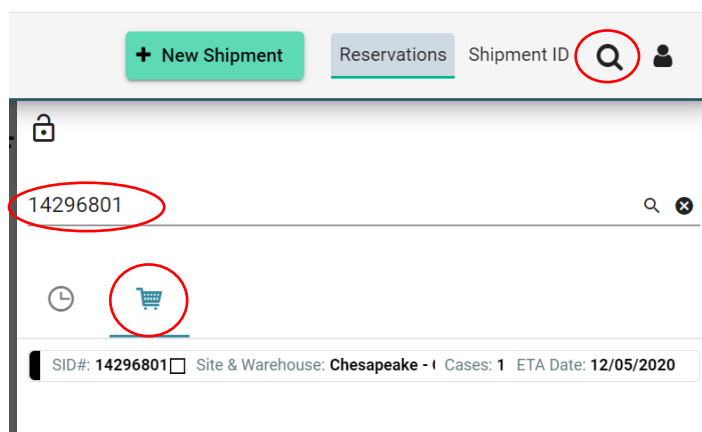 + New Shipment Reservations Shipment ID
14296801
SID#: 14296801 Site & Warehouse: Chesapeake - Cases: 1 ETA Date: 12/05/2020